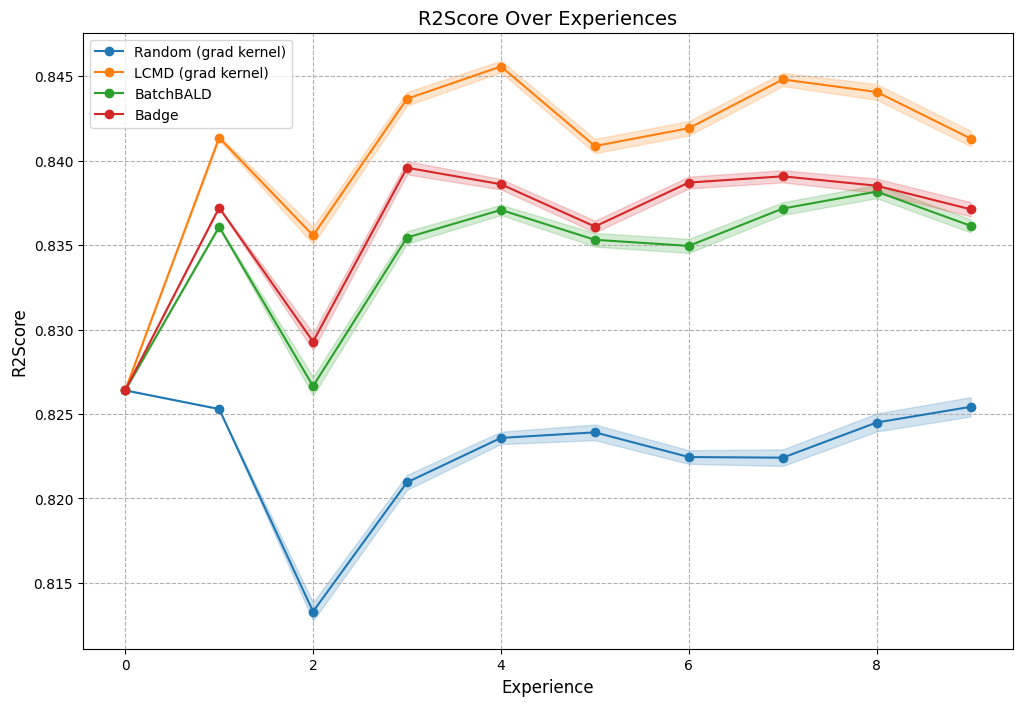 R2Score Over Experiences
Random (grad kernel)
LCMD (grad kernel)
BatchBALD
Badge
0.845
0.840
0.835
0.830
0.825
0.820
0.815
R2Score
0 2 4 6 8
Experience